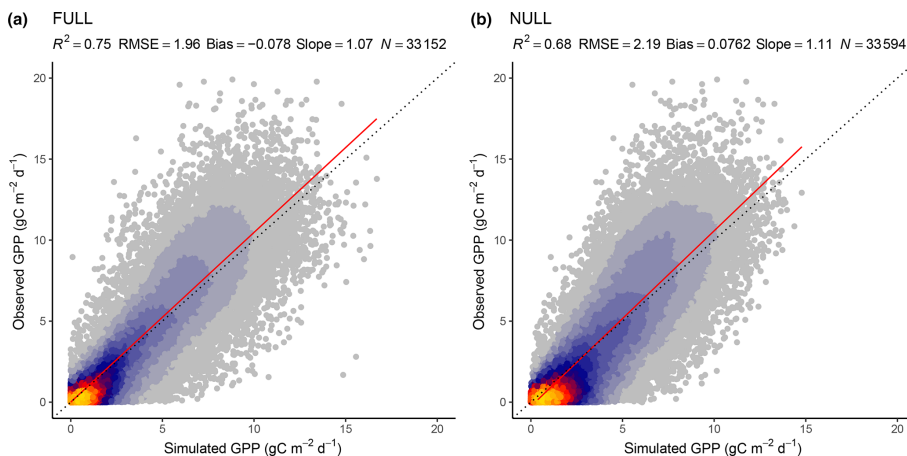 (a) FULL
R² = 0.75 RMSE = 1.96 Bias = −0.078 Slope = 1.07 N = 33152
20
15
10
5
0
Observed GPP (gC m⁻² d⁻¹)
0 5 10 15 20
Simulated GPP (gC m⁻² d⁻¹)
(b) NULL
R² = 0.68 RMSE = 2.19 Bias = 0.0762 Slope = 1.11 N = 33594
20
15
10
5
0
Observed GPP (gC m⁻² d⁻¹)
0 5 10 15 20
Simulated GPP (gC m⁻² d⁻¹)